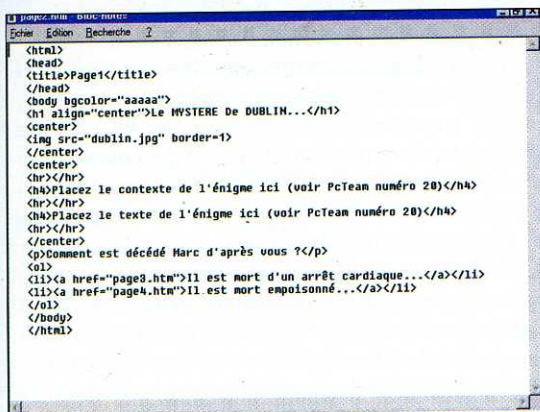 page2.htm - Bloc-notes
Fichier Edition Recherche ?
<html>
<head>
<title>Page1</title>
</head>
<body bgcolor="aaaaa">
<h1 align="center">Le MYSTERE De DUBLIN...</h1>
<center>
<img src="dublin.jpg" border=1>
</center>
<center>
<hr></hr>
<h4>Placez le contexte de l'énigme ici (voir PcTeam numéro 20)</h4>
<hr></hr>
<h4>Placez le texte de l'énigme ici (voir PcTeam numéro 20)</h4>
<hr></hr>
</center>
<p>Comment est décédé Marc d'après vous ?</p>
<ol>
<li><a href="page3.htm">Il est mort d'un arrêt cardiaque...</a></li>
<li><a href="page4.htm">Il est mort empoisonné...</a></li>
</ol>
</body>
</html>